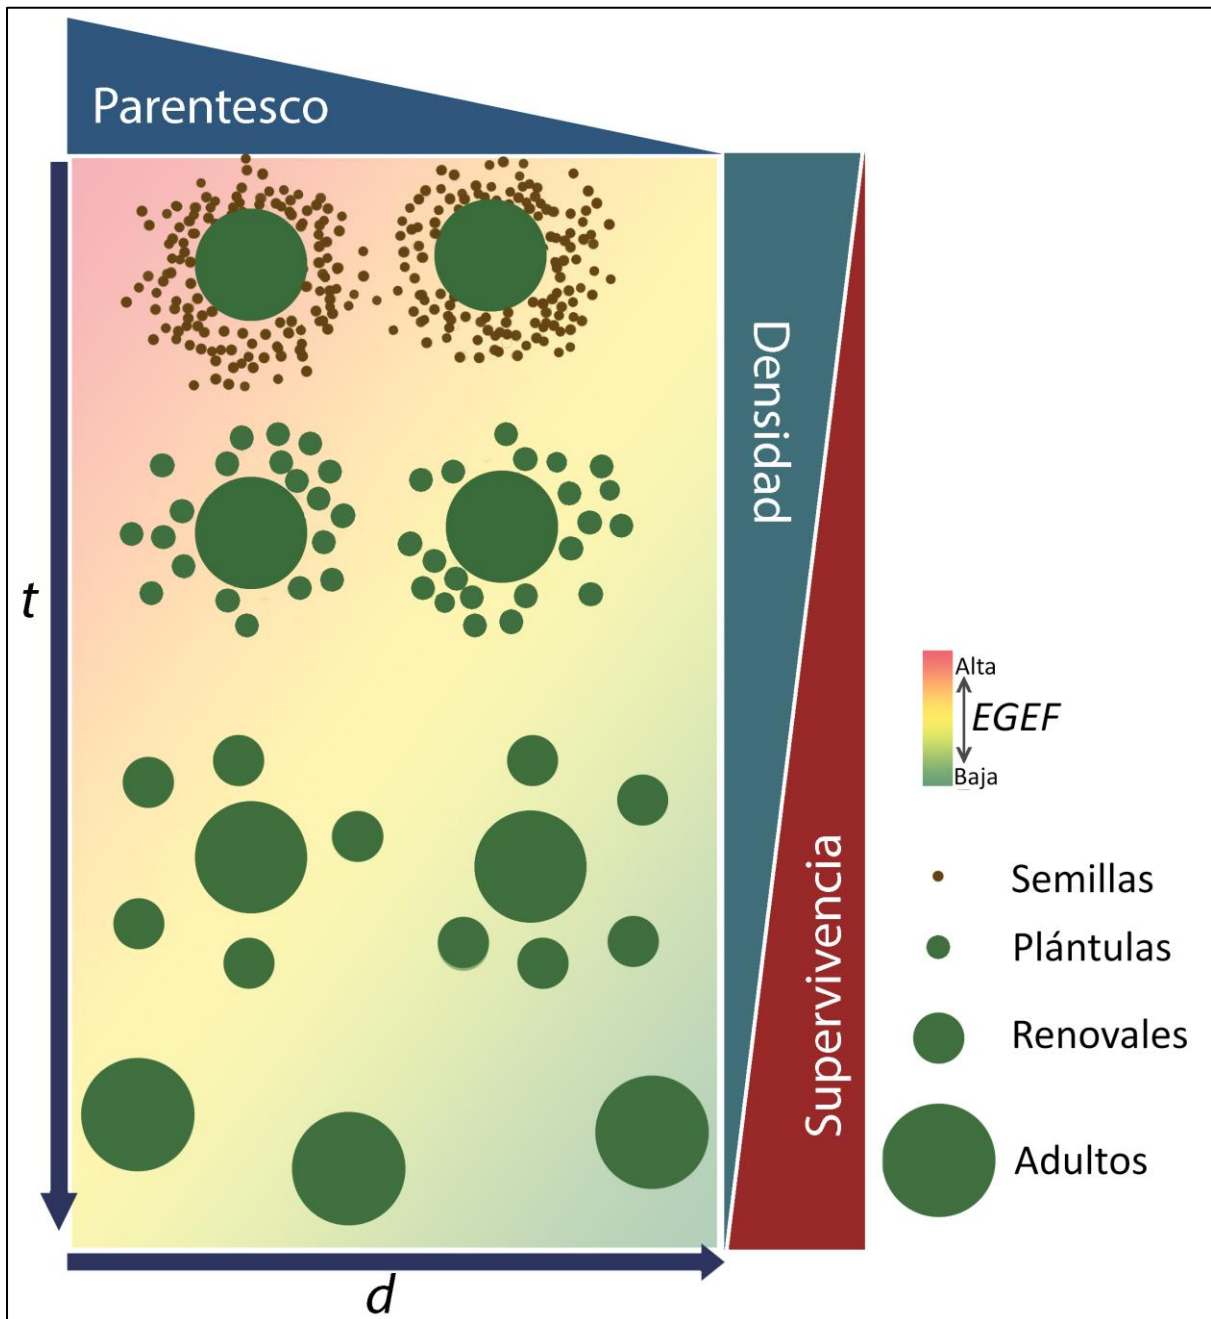 Parentesco
Densidad
Supervivencia
t
d
Alta
EGEF
Baja
Semillas
Plántulas
Renovales
Adultos